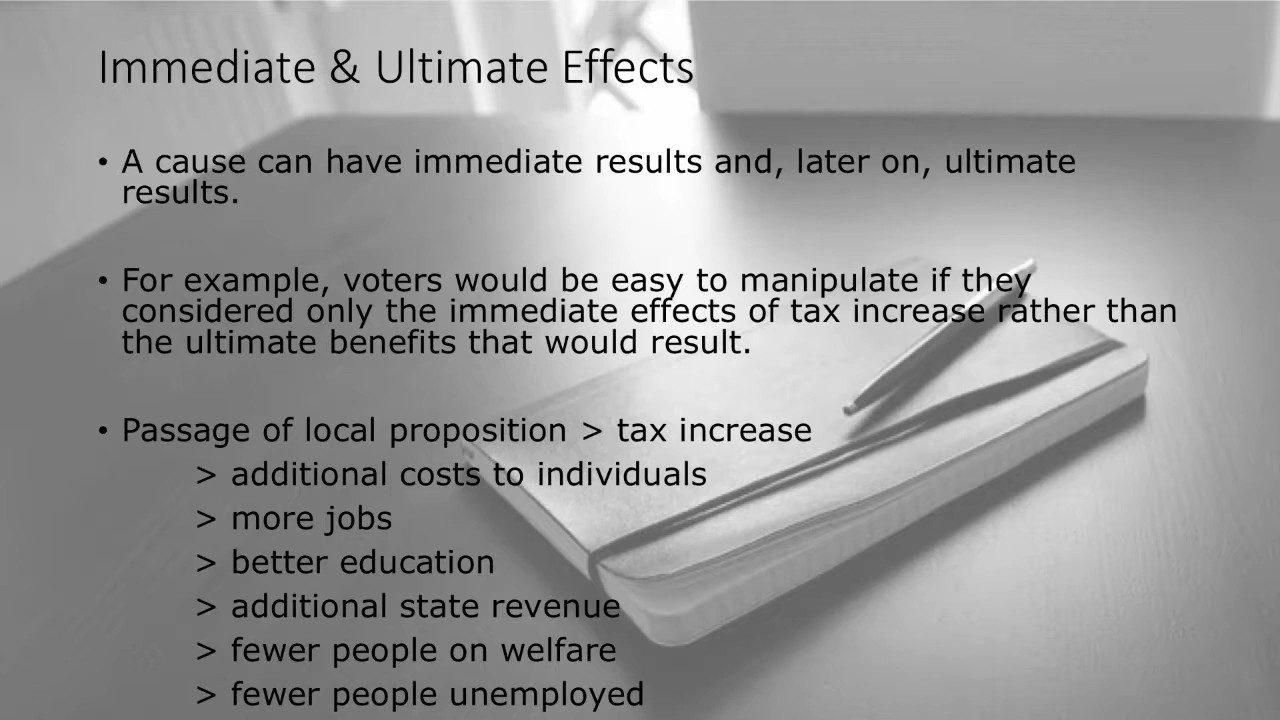 Immediate & Ultimate Effects
• A cause can have immediate results and, later on, ultimate
results.
• For example, voters would be easy to manipulate if they
considered only the immediate effects of tax increase rather than
the ultimate benefits that would result.
• Passage of local proposition > tax increase
> additional costs to individuals
> more jobs
> better education
> additional state revenue
> fewer people on welfare
> fewer people unemployed